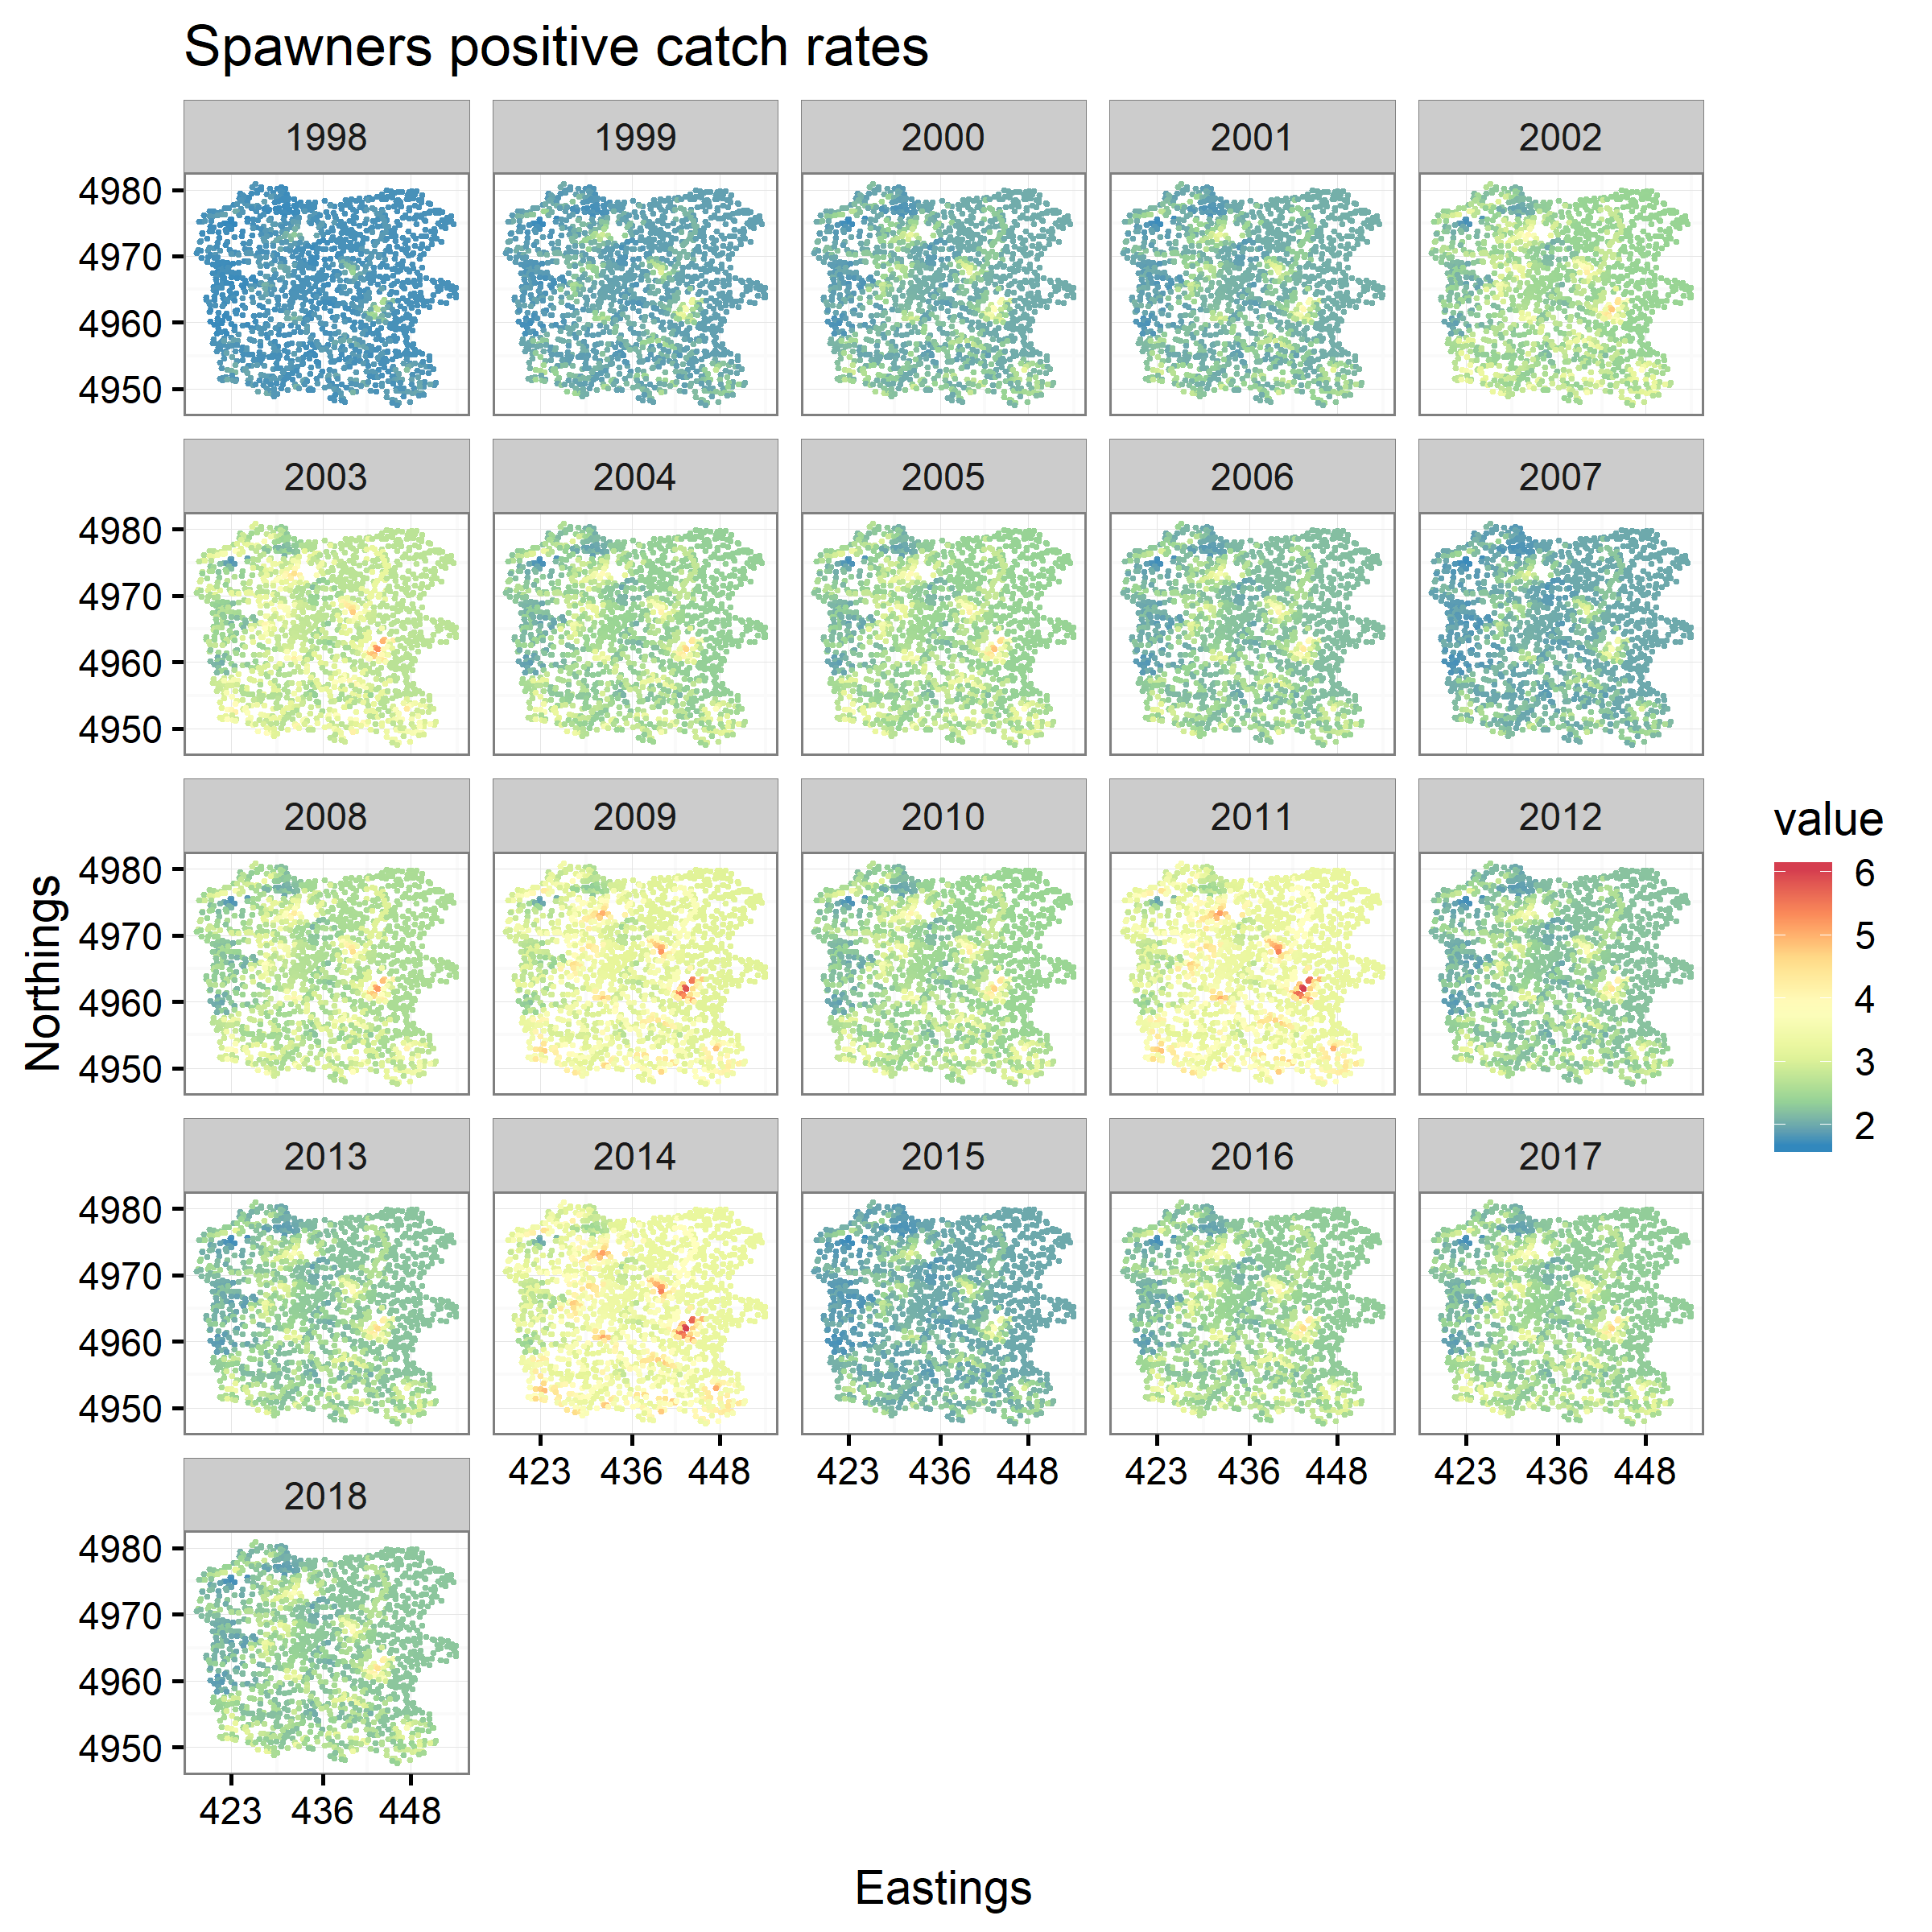 Spawners positive catch rates
1998 1999 2000 2001 2002
4980
4970
4960
4950
2003 2004 2005 2006 2007
4980
4970
4960
4950
2008 2009 2010 2011 2012
4980
4970
4960
4950
2013 2014 2015 2016 2017
4980
4970
4960
4950
423 436 448 423 436 448 423 436 448 423 436 448
2018
4980
4970
4960
4950
423 436 448
Eastings
Northings
value
6
5
4
3
2